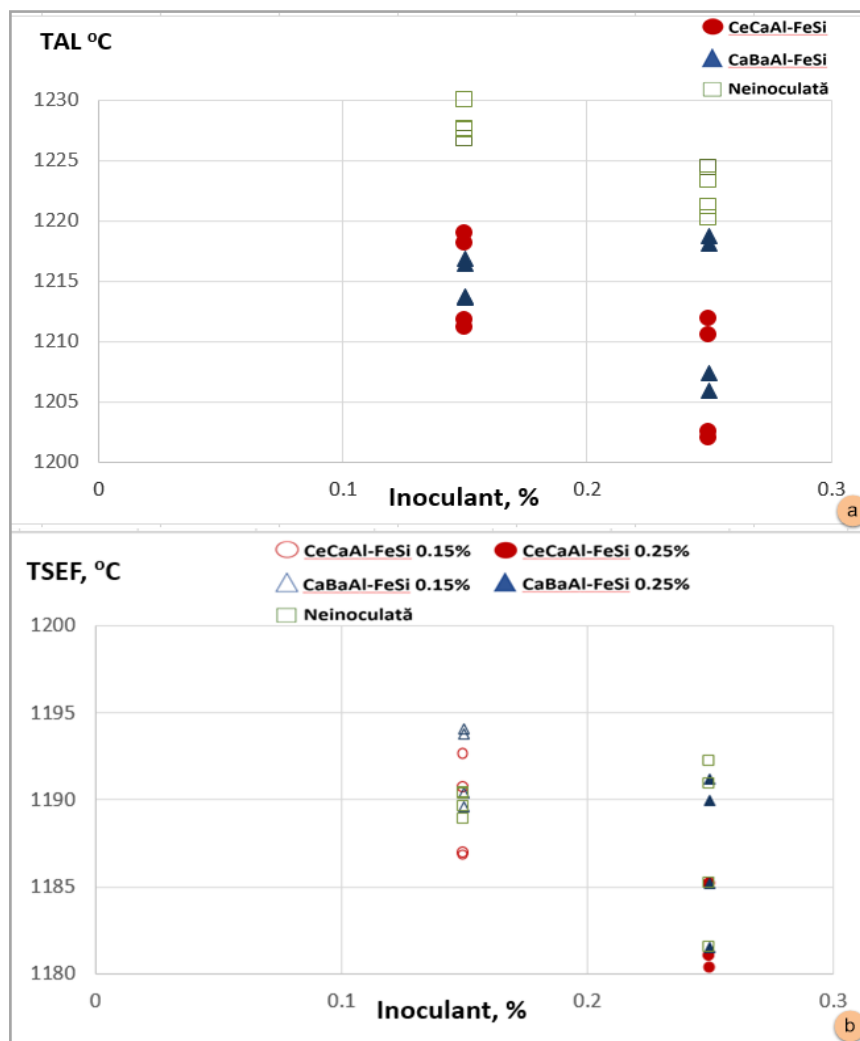 TAL ºC
CeCaAl-FeSi
CaBaAl-FeSi
Neinoculată
1230
1225
1220
1215
1210
1205
1200
0
0.1
0.2
0.3
Inoculant, %
a
CeCaAl-FeSi 0.15%
CeCaAl-FeSi 0.25%
TSEF, ºC
CaBaAl-FeSi 0.15%
CaBaAl-FeSi 0.25%
Neinoculată
1200
1195
1190
1185
1180
0
0.1
0.2
0.3
Inoculant, %
b